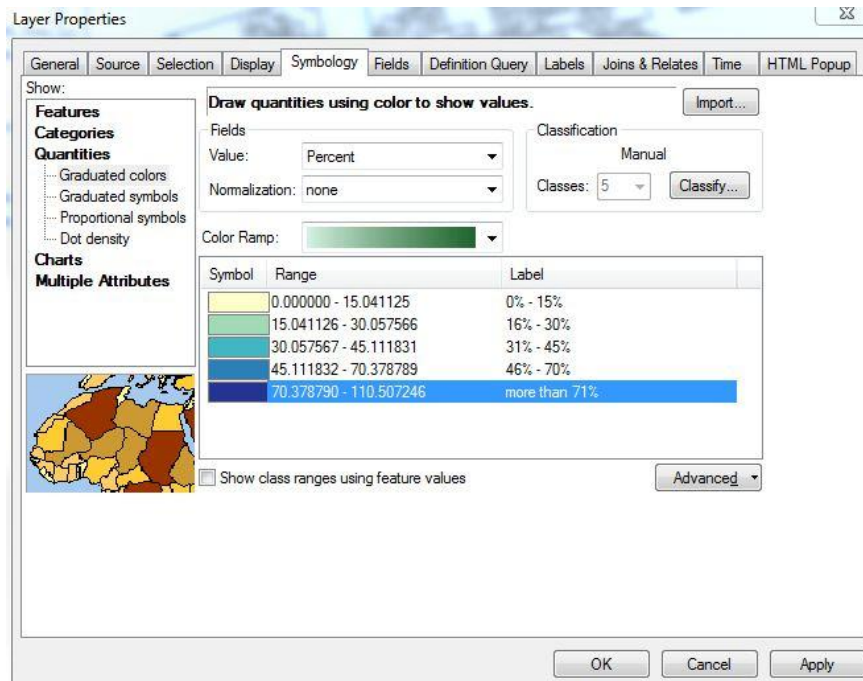 Layer Properties
General Source Selection Display Symbology Fields Definition Query Labels Joins & Relates Time HTML Popup
Show:
Features
Categories
Quantities
Graduated colors
Graduated symbols
Proportional symbols
Dot density
Charts
Multiple Attributes
Draw quantities using color to show values.
Import...
Fields
Value: Percent
Normalization: none
Classification
Manual
Classes: 5 Classify...
Color Ramp:
Symbol Range Label
0.000000 - 15.041125 0% - 15%
15.041126 - 30.057566 16% - 30%
30.057567 - 45.111831 31% - 45%
45.111832 - 70.378789 46% - 70%
70.378790 - 110.507246 more than 71%
Show class ranges using feature values
Advanced
OK Cancel Apply